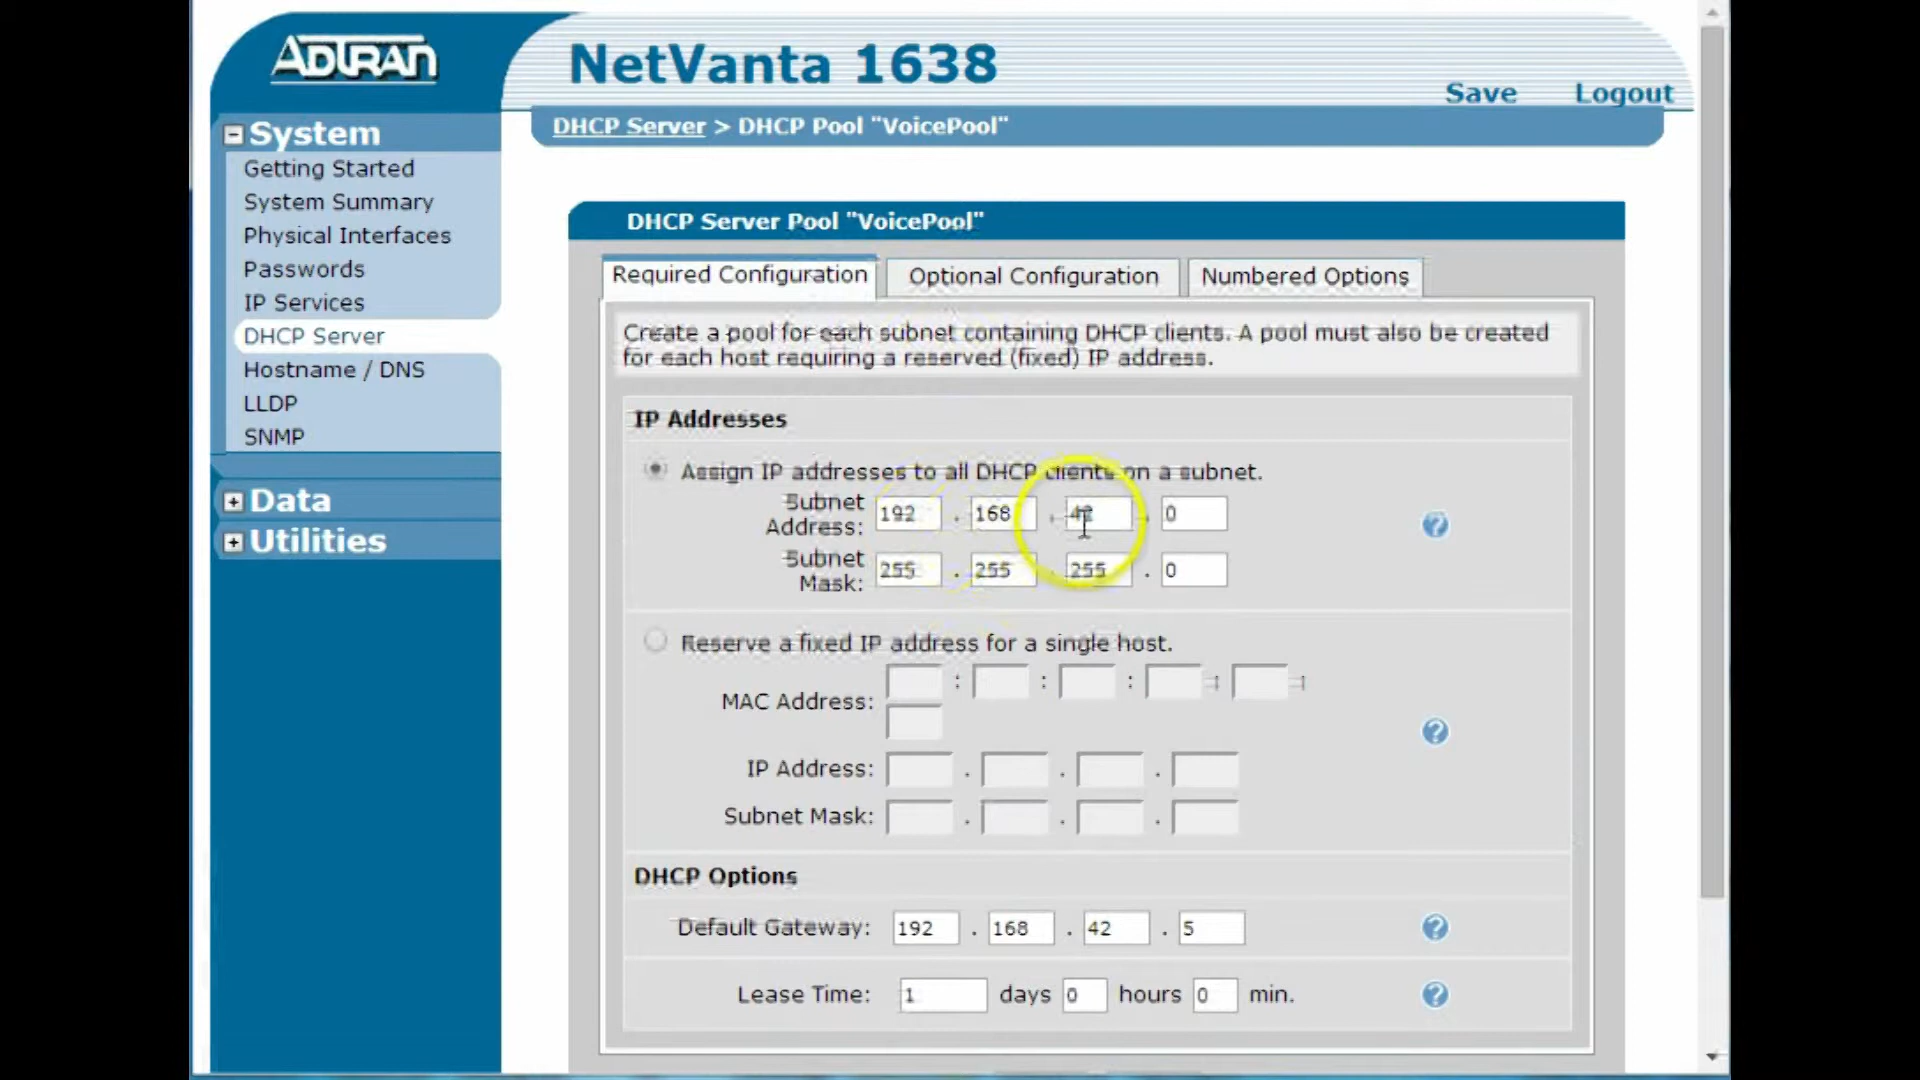 ADTRAN
NetVanta 1638
Save Logout
DHCP Server > DHCP Pool "VoicePool"
System
Getting Started
System Summary
Physical Interfaces
Passwords
IP Services
DHCP Server
Hostname / DNS
LLDP
SNMP
Data
Utilities
DHCP Server Pool "VoicePool"
Required Configuration Optional Configuration Numbered Options
Create a pool for each subnet containing DHCP clients. A pool must also be created
for each host requiring a reserved (fixed) IP address.
IP Addresses
Assign IP addresses to all DHCP clients on a subnet.
Subnet Address: 192 . 168 . 42 . 0
Subnet Mask: 255 . 255 . 255 . 0
Reserve a fixed IP address for a single host.
MAC Address: : : : : :
IP Address: . . .
Subnet Mask: . . .
DHCP Options
Default Gateway: 192 . 168 . 42 . 5
Lease Time: 1 days 0 hours 0 min.